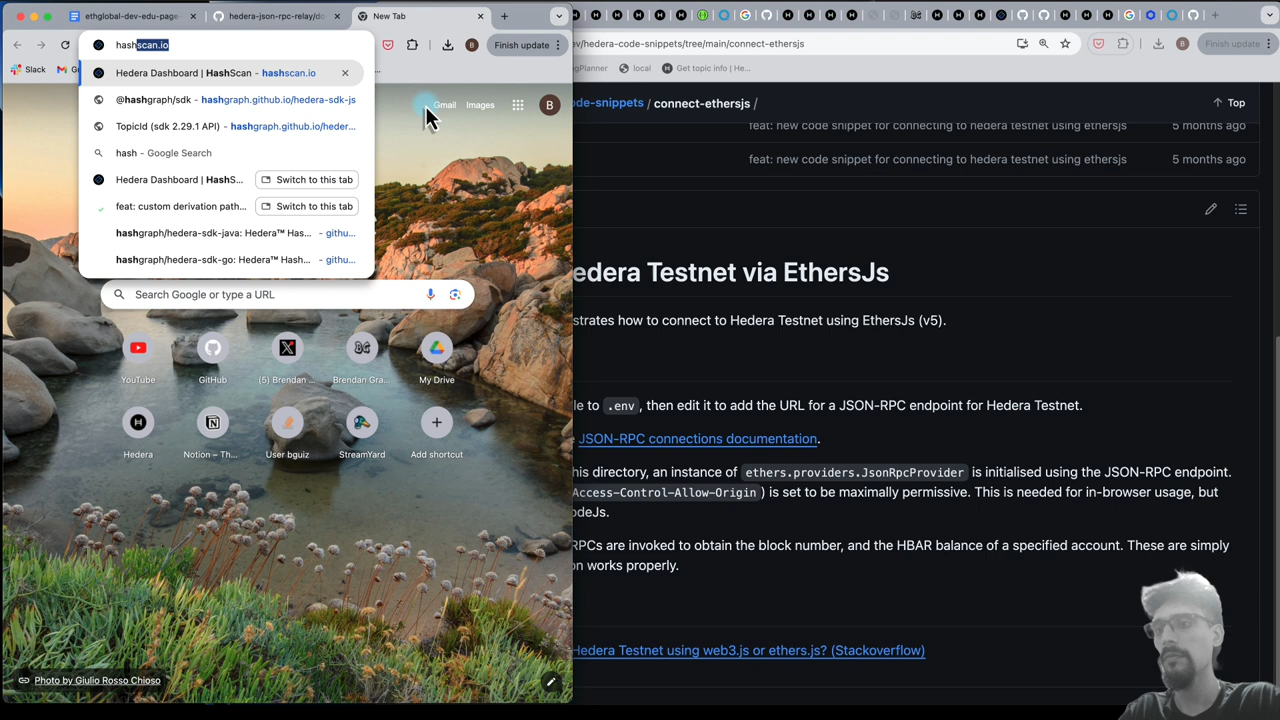 ethglobal-dev-edu-page
hedera-json-rpc-relay/do
New Tab
hashscan.io
Finish update
Slack
Hedera Dashboard | HashScan - hashscan.io
@hashgraph/sdk - hashgraph.github.io/hedera-sdk-js
TopicId (sdk 2.29.1 API) - hashgraph.github.io/heder...
hash - Google Search
Hedera Dashboard | HashS... Switch to this tab
feat: custom derivation path... Switch to this tab
hashgraph/hedera-sdk-java: Hedera™ Has... - githu...
hashgraph/hedera-sdk-go: Hedera™ Hash... - githu...
Gmail Images B
Search Google or type a URL
YouTube GitHub (5) Brendan ... Brendan Gra... My Drive
Hedera Notion – Th... User bguiz StreamYard Add shortcut
Photo by Giulio Rosso Chioso
ev/hedera-code-snippets/tree/main/connect-ethersjs
Finish update
gPlanner local Get topic info | He...
ode-snippets / connect-ethersjs / Top
feat: new code snippet for connecting to hedera testnet using ethersjs 5 months ago
feat: new code snippet for connecting to hedera testnet using ethersjs 5 months ago
edera Testnet via EthersJs
strates how to connect to Hedera Testnet using EthersJs (v5).
le to .env, then edit it to add the URL for a JSON-RPC endpoint for Hedera Testnet.
e JSON-RPC connections documentation.
his directory, an instance of ethers.providers.JsonRpcProvider is initialised using the JSON-RPC endpoint.
Access-Control-Allow-Origin) is set to be maximally permissive. This is needed for in-browser usage, but
odeJs.
RPCs are invoked to obtain the block number, and the HBAR balance of a specified account. These are simply
on works properly.
Hedera Testnet using web3.js or ethers.js? (Stackoverflow)